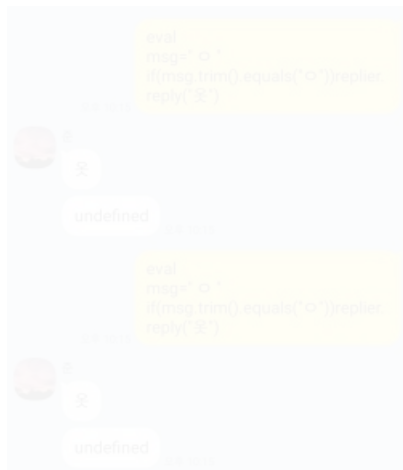 eval
msg=" ㅇ "
if(msg.trim().equals("ㅇ"))replier.
reply("옷")
옷
undefined
eval
msg=" ㅇ "
if(msg.trim().equals("ㅇ"))replier.
reply("옷")
옷
undefined